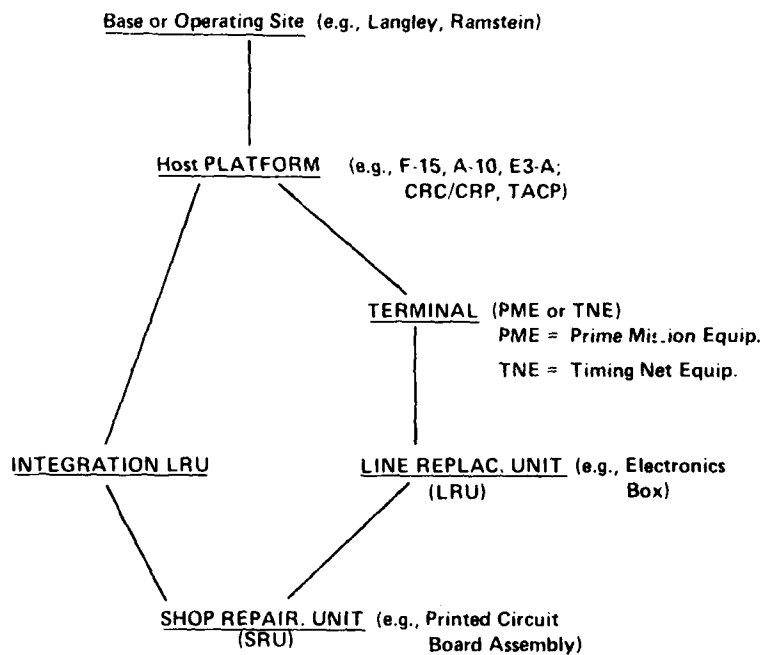 Base or Operating Site (e.g., Langley, Ramstein)
Host PLATFORM (e.g., F-15, A-10, E3-A;
CRC/CRP, TACP)
TERMINAL (PME or TNE)
PME = Prime Mission Equip.
TNE = Timing Net Equip.
INTEGRATION LRU
LINE REPLAC. UNIT (e.g., Electronics
(LRU) Box)
SHOP REPAIR. UNIT (e.g., Printed Circuit
(SRU) Board Assembly)